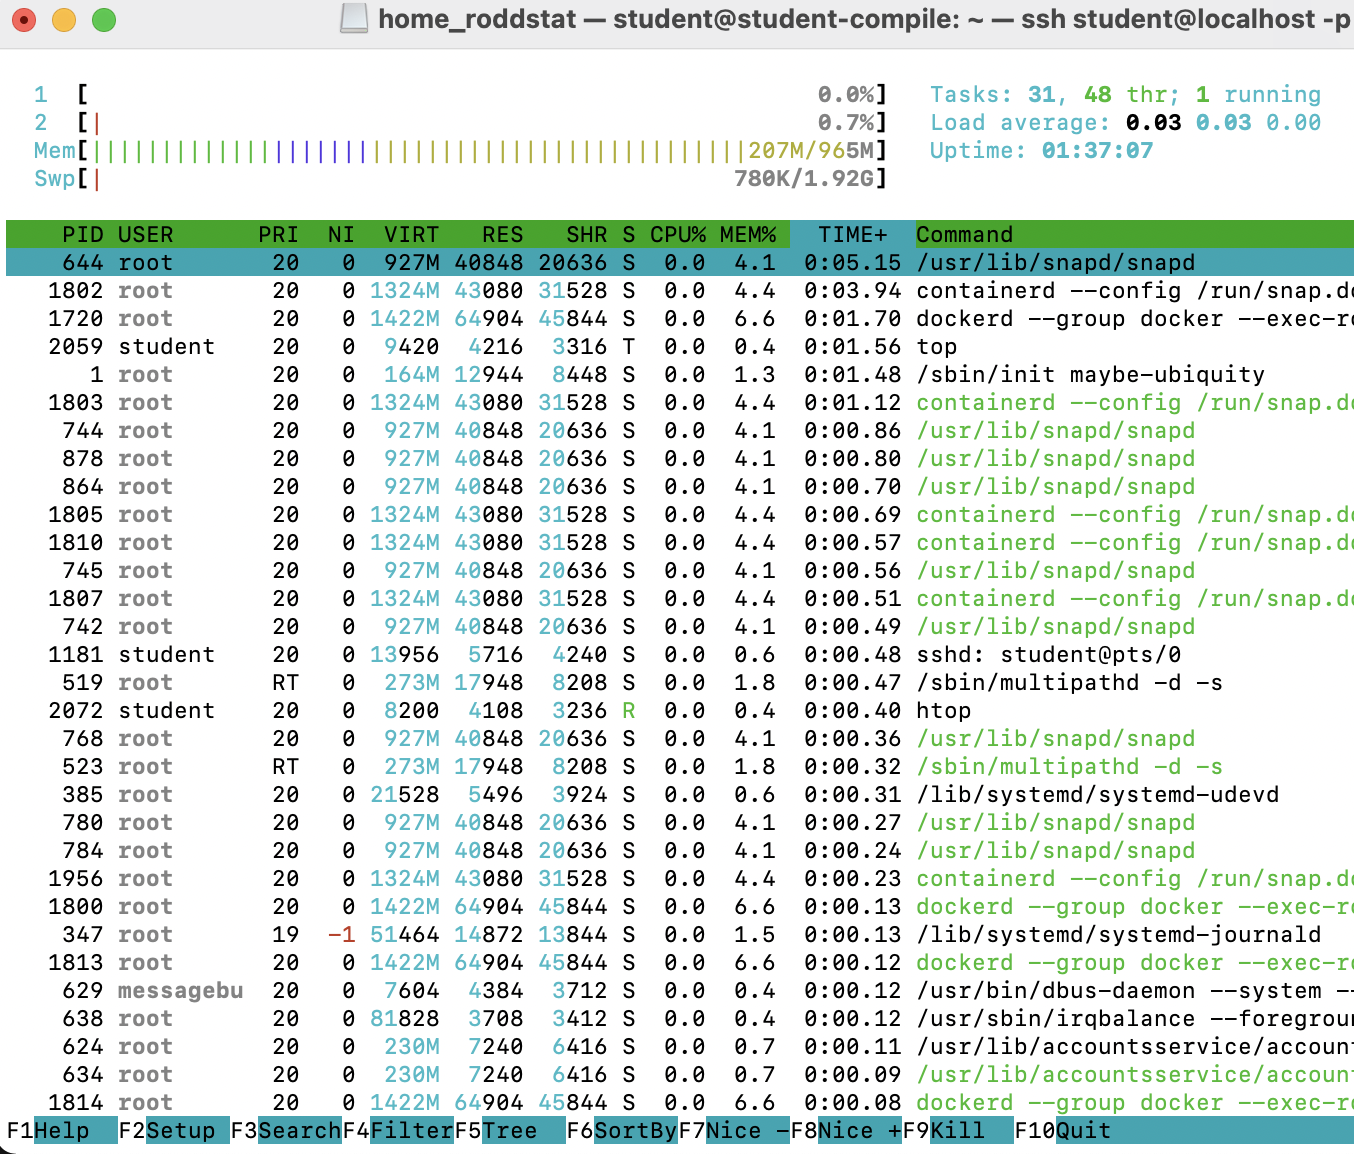 home_roddstat — student@student-compile: ~ — ssh student@localhost -p
1 [ 0.0%] Tasks: 31, 48 thr; 1 running
2 [| 0.7%] Load average: 0.03 0.03 0.00
Mem[|||||||||||||||||||||||||||||||||||||||||||||||207M/965M] Uptime: 01:37:07
Swp[| 780K/1.92G]
PID USER PRI NI VIRT RES SHR S CPU% MEM% TIME+ Command
644 root 20 0 927M 40848 20636 S 0.0 4.1 0:05.15 /usr/lib/snapd/snapd
1802 root 20 0 1324M 43080 31528 S 0.0 4.4 0:03.94 containerd --config /run/snap.do
1720 root 20 0 1422M 64904 45844 S 0.0 6.6 0:01.70 dockerd --group docker --exec-ro
2059 student 20 0 9420 4216 3316 T 0.0 0.4 0:01.56 top
1 root 20 0 164M 12944 8448 S 0.0 1.3 0:01.48 /sbin/init maybe-ubiquity
1803 root 20 0 1324M 43080 31528 S 0.0 4.4 0:01.12 containerd --config /run/snap.do
744 root 20 0 927M 40848 20636 S 0.0 4.1 0:00.86 /usr/lib/snapd/snapd
878 root 20 0 927M 40848 20636 S 0.0 4.1 0:00.80 /usr/lib/snapd/snapd
864 root 20 0 927M 40848 20636 S 0.0 4.1 0:00.70 /usr/lib/snapd/snapd
1805 root 20 0 1324M 43080 31528 S 0.0 4.4 0:00.69 containerd --config /run/snap.do
1810 root 20 0 1324M 43080 31528 S 0.0 4.4 0:00.57 containerd --config /run/snap.do
745 root 20 0 927M 40848 20636 S 0.0 4.1 0:00.56 /usr/lib/snapd/snapd
1807 root 20 0 1324M 43080 31528 S 0.0 4.4 0:00.51 containerd --config /run/snap.do
742 root 20 0 927M 40848 20636 S 0.0 4.1 0:00.49 /usr/lib/snapd/snapd
1181 student 20 0 13956 5716 4240 S 0.0 0.6 0:00.48 sshd: student@pts/0
519 root RT 0 273M 17948 8208 S 0.0 1.8 0:00.47 /sbin/multipathd -d -s
2072 student 20 0 8200 4108 3236 R 0.0 0.4 0:00.40 htop
768 root 20 0 927M 40848 20636 S 0.0 4.1 0:00.36 /usr/lib/snapd/snapd
523 root RT 0 273M 17948 8208 S 0.0 1.8 0:00.32 /sbin/multipathd -d -s
385 root 20 0 21528 5496 3924 S 0.0 0.6 0:00.31 /lib/systemd/systemd-udevd
780 root 20 0 927M 40848 20636 S 0.0 4.1 0:00.27 /usr/lib/snapd/snapd
784 root 20 0 927M 40848 20636 S 0.0 4.1 0:00.24 /usr/lib/snapd/snapd
1956 root 20 0 1324M 43080 31528 S 0.0 4.4 0:00.23 containerd --config /run/snap.do
1800 root 20 0 1422M 64904 45844 S 0.0 6.6 0:00.13 dockerd --group docker --exec-ro
347 root 19 -1 51464 14872 13844 S 0.0 1.5 0:00.13 /lib/systemd/systemd-journald
1813 root 20 0 1422M 64904 45844 S 0.0 6.6 0:00.12 dockerd --group docker --exec-ro
629 messagebu 20 0 7604 4384 3712 S 0.0 0.4 0:00.12 /usr/bin/dbus-daemon --system --
638 root 20 0 81828 3708 3412 S 0.0 0.4 0:00.12 /usr/sbin/irqbalance --foregroun
624 root 20 0 230M 7240 6416 S 0.0 0.7 0:00.11 /usr/lib/accountsservice/account
634 root 20 0 230M 7240 6416 S 0.0 0.7 0:00.09 /usr/lib/accountsservice/account
1814 root 20 0 1422M 64904 45844 S 0.0 6.6 0:00.08 dockerd --group docker --exec-ro
F1Help F2Setup F3SearchF4FilterF5Tree F6SortByF7Nice -F8Nice +F9Kill F10Quit